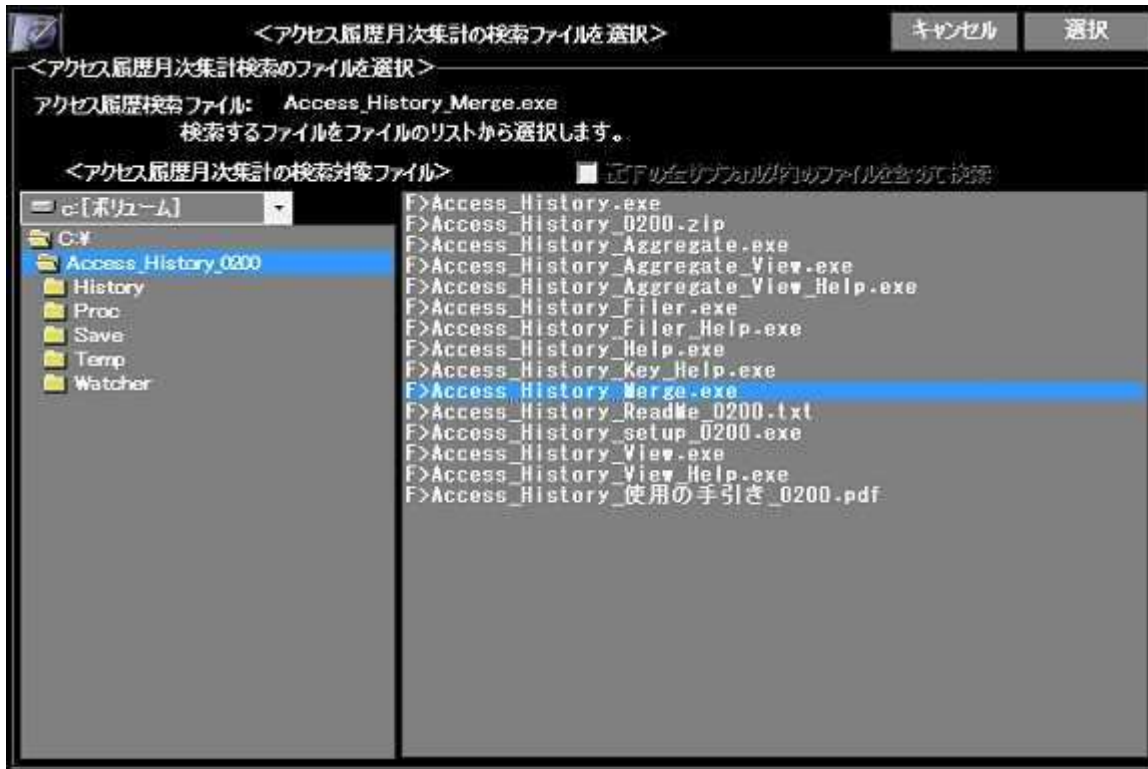 <アクセス履歴月次集計の検索ファイルを選択>
キャンセル
選択
<アクセス履歴月次集計検索のファイルを選択>
アクセス履歴検索ファイル: Access_History_Merge.exe
検索するファイルをファイルのリストから選択します。
<アクセス履歴月次集計の検索対象ファイル>
c:[ボリューム]
C:¥
Access_History_0200
History
Proc
Save
Temp
Watcher
F>Access_History.exe
F>Access_History_0200.zip
F>Access_History_Aggregate.exe
F>Access_History_Aggregate_View.exe
F>Access_History_Aggregate_View_Help.exe
F>Access_History_Filer.exe
F>Access_History_Filer_Help.exe
F>Access_History_Help.exe
F>Access_History_Key_Help.exe
F>Access_History_Merge.exe
F>Access_History_ReadMe_0200.txt
F>Access_History_setup_0200.exe
F>Access_History_View.exe
F>Access_History_View_Help.exe
F>Access_History_使用の手引き_0200.pdf